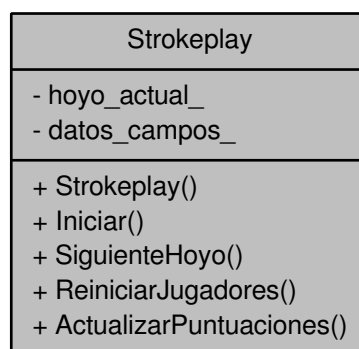 Strokeplay
- hoyo_actual_
- datos_campos_
+ Strokeplay()
+ Iniciar()
+ SiguienteHoyo()
+ ReiniciarJugadores()
+ ActualizarPuntuaciones()